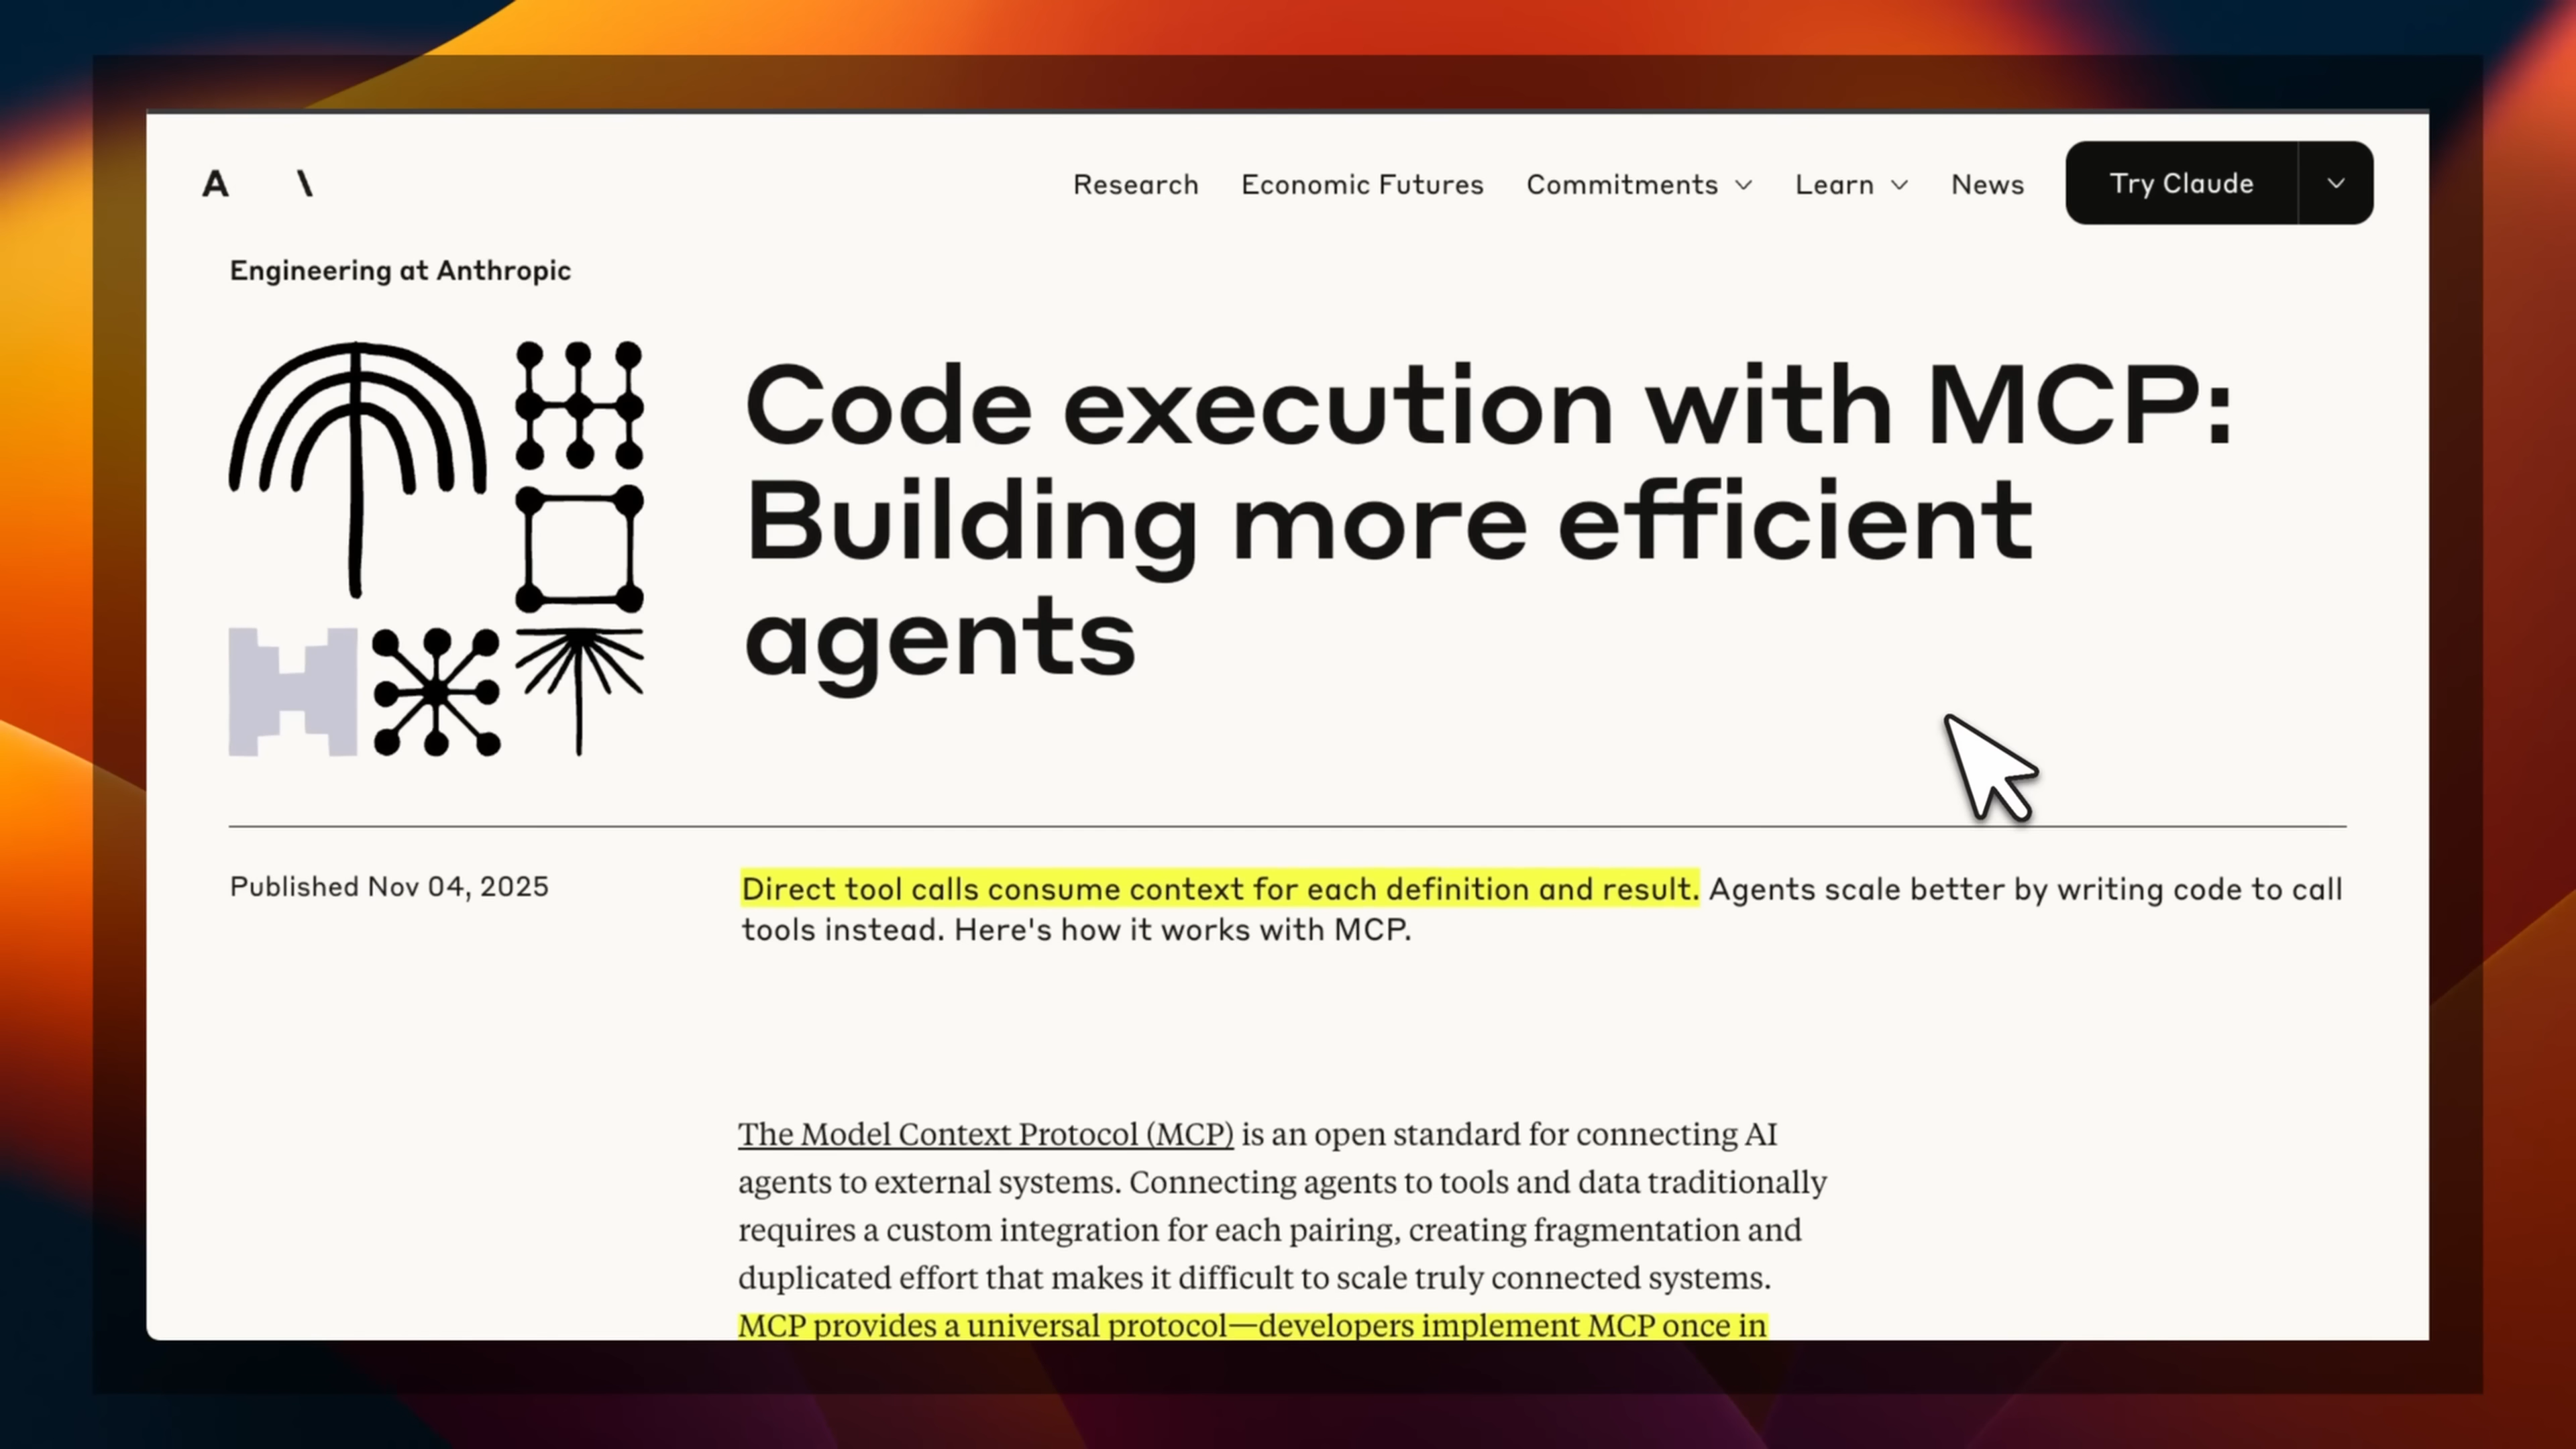 A \
Research Economic Futures Commitments Learn News Try Claude
Engineering at Anthropic
Code execution with MCP:
Building more efficient
agents
Published Nov 04, 2025
Direct tool calls consume context for each definition and result. Agents scale better by writing code to call
tools instead. Here's how it works with MCP.
The Model Context Protocol (MCP) is an open standard for connecting AI
agents to external systems. Connecting agents to tools and data traditionally
requires a custom integration for each pairing, creating fragmentation and
duplicated effort that makes it difficult to scale truly connected systems.
MCP provides a universal protocol—developers implement MCP once in